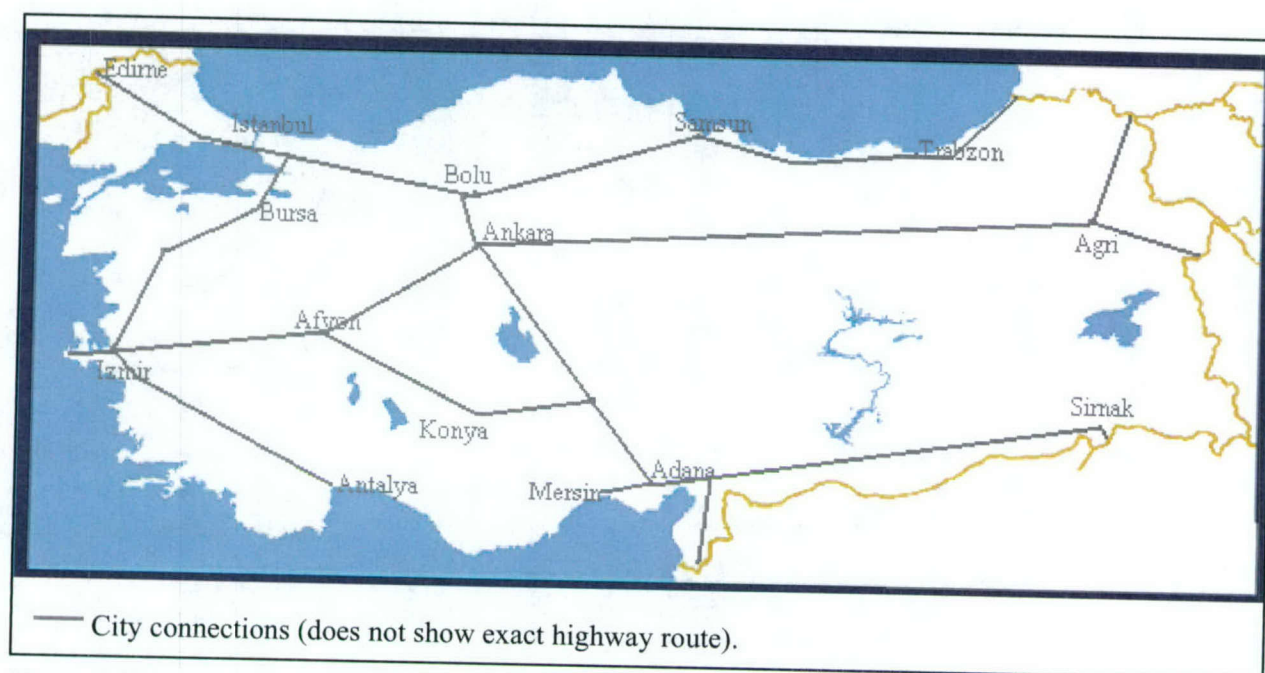 Edirne
Istanbul
Samsun
Trabzon
Bolu
Bursa
Ankara
Agri
Afyon
Izmir
Konya
Sirnak
Adana
Antalya
Mersin
City connections (does not show exact highway route).